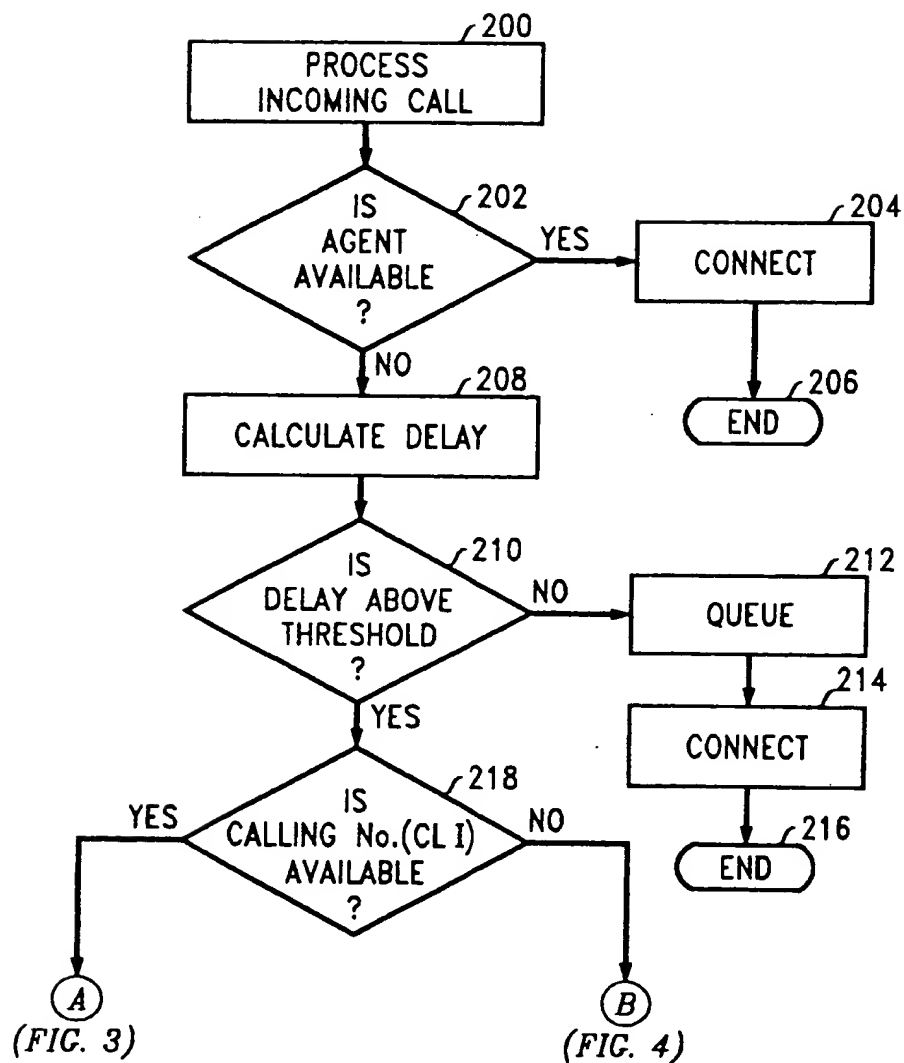 200
PROCESS
INCOMING CALL
202
IS
AGENT
AVAILABLE
?
YES
204
CONNECT
NO
206
END
208
CALCULATE DELAY
210
IS
DELAY ABOVE
THRESHOLD
?
NO
212
QUEUE
214
CONNECT
YES
216
END
218
IS
CALLING No.(CL I)
AVAILABLE
?
YES
NO
A
(FIG. 3)
B
(FIG. 4)